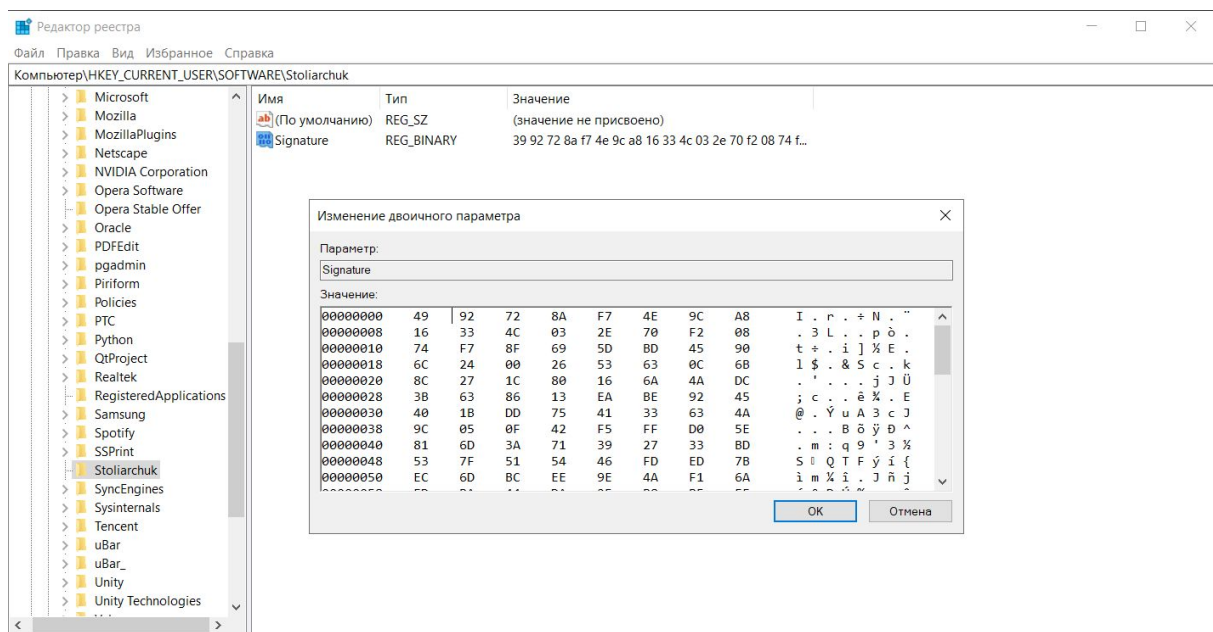 Редактор реестра
Файл Правка Вид Избранное Справка
Компьютер\HKEY_CURRENT_USER\SOFTWARE\Stoliarchuk
Microsoft
Mozilla
MozillaPlugins
Netscape
NVIDIA Corporation
Opera Software
Opera Stable Offer
Oracle
PDFEdit
pgadmin
Piriform
Policies
PTC
Python
QtProject
Realtek
RegisteredApplications
Samsung
Spotify
SSPrint
Stoliarchuk
SyncEngines
Sysinternals
Tencent
uBar
uBar_
Unity
Unity Technologies
Имя Тип Значение
(По умолчанию) REG_SZ (значение не присвоено)
Signature REG_BINARY 39 92 72 8a f7 4e 9c a8 16 33 4c 03 2e 70 f2 08 74 f...
Изменение двоичного параметра
Параметр:
Signature
Значение:
00000000 49 92 72 8A F7 4E 9C A8 I . r . ÷ N . ¨
00000008 16 33 4C 03 2E 70 F2 08 . 3 L . . p ò .
00000010 74 F7 8F 69 5D BD 45 90 t ÷ . i ] ½ E .
00000018 6C 24 00 26 53 63 0C 6B l $ . & S c . k
00000020 8C 27 1C 80 16 6A 4A DC . ' . . . j J Ü
00000028 3B 63 86 13 EA BE 92 45 ; c . . ê ¾ . E
00000030 40 1B DD 75 41 33 63 4A @ . Ý u A 3 c J
00000038 9C 05 0F 42 F5 FF D0 5E . . . B õ ÿ Ð ^
00000040 81 6D 3A 71 39 27 33 BD . m : q 9 ' 3 ½
00000048 53 7F 51 54 46 FD ED 7B S Q T F ý í {
00000050 EC 6D BC EE 9E 4A F1 6A ì m ¼ î . J ñ j
OK Отмена